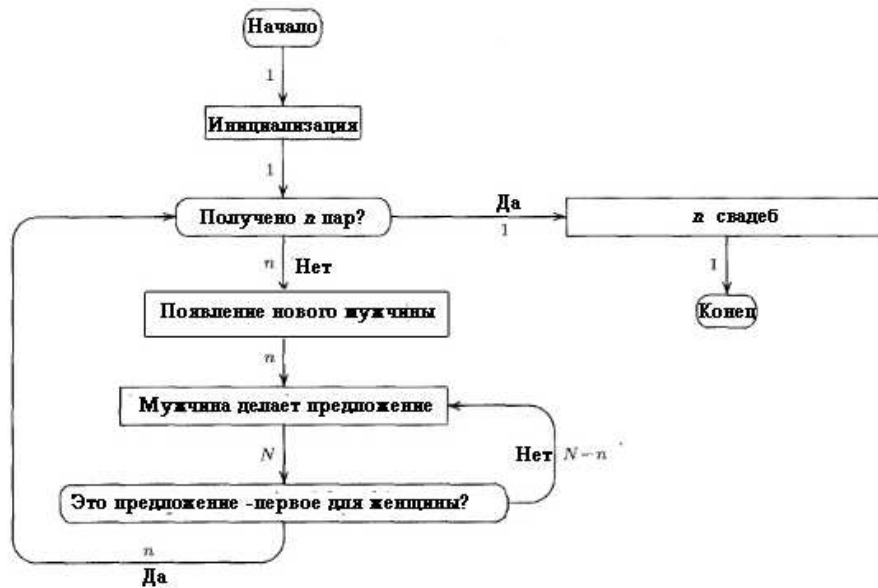 Начало
1
Инициализация
1
Получено n пар?
Да
1
n свадеб
n Нет
1
Появление нового мужчины
Конец
n
Мужчина делает предложение
N
Нет N – n
Это предложение -первое для женщины?
n
Да